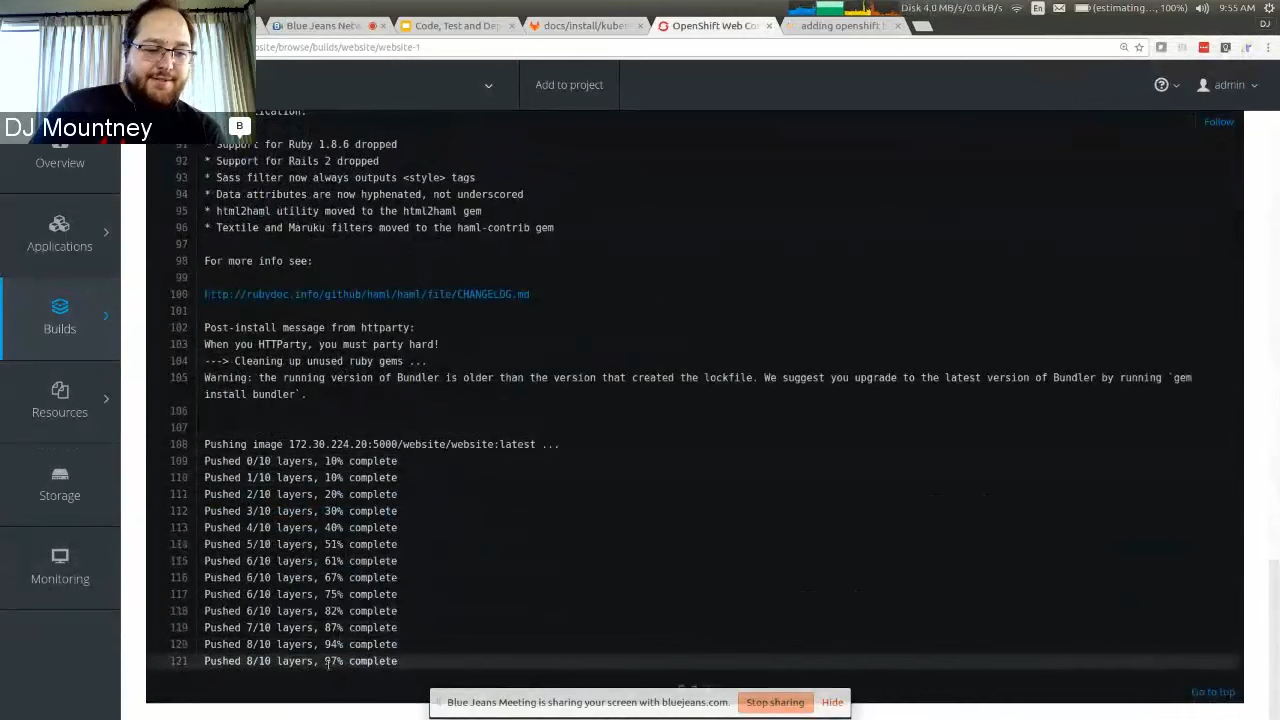 Blue Jeans Netw
Code, Test and Dep
docs/install/kuber
OpenShift Web Co
adding openshift
Disk 4.0 MB/s/0.0 kB/s
En
(estimating..., 100%)
9:55 AM
DJ
site/browse/builds/website/website-1
Add to project
admin
DJ Mountney
B
Overview
Applications
Builds
Resources
Storage
Monitoring
Follow
ication.
91 * Support for Ruby 1.8.6 dropped
92 * Support for Rails 2 dropped
93 * Sass filter now always outputs <style> tags
94 * Data attributes are now hyphenated, not underscored
95 * html2haml utility moved to the html2haml gem
96 * Textile and Maruku filters moved to the haml-contrib gem
97
98 For more info see:
99
100 http://rubydoc.info/github/haml/haml/file/CHANGELOG.md
101
102 Post-install message from httparty:
103 When you HTTParty, you must party hard!
104 ---> Cleaning up unused ruby gems ...
105 Warning: the running version of Bundler is older than the version that created the lockfile. We suggest you upgrade to the latest version of Bundler by running `gem
install bundler`.
106
107
108 Pushing image 172.30.224.20:5000/website/website:latest ...
109 Pushed 0/10 layers, 10% complete
110 Pushed 1/10 layers, 10% complete
111 Pushed 2/10 layers, 20% complete
112 Pushed 3/10 layers, 30% complete
113 Pushed 4/10 layers, 40% complete
114 Pushed 5/10 layers, 51% complete
115 Pushed 6/10 layers, 61% complete
116 Pushed 6/10 layers, 67% complete
117 Pushed 6/10 layers, 75% complete
118 Pushed 6/10 layers, 82% complete
119 Pushed 7/10 layers, 87% complete
120 Pushed 8/10 layers, 94% complete
121 Pushed 8/10 layers, 97% complete
Go to top
Blue Jeans Meeting is sharing your screen with bluejeans.com.
Stop sharing
Hide